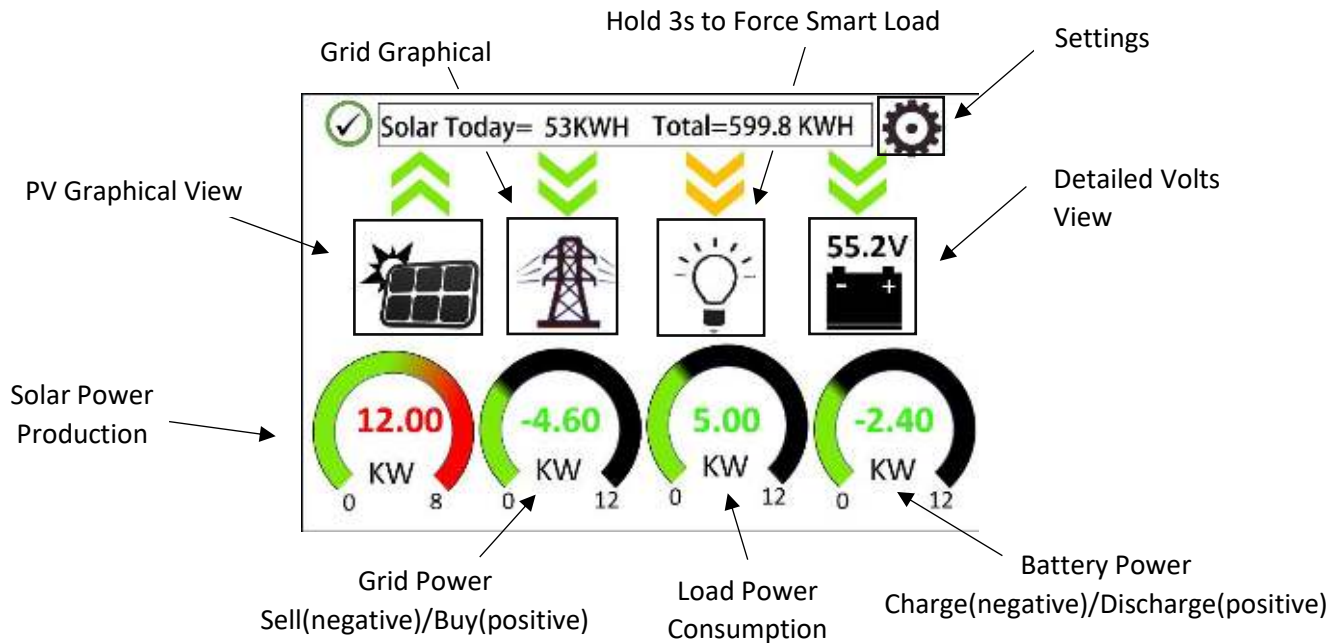 Hold 3s to Force Smart Load
Grid Graphical
Settings
Solar Today= 53KWH Total=599.8 KWH
PV Graphical View
Detailed Volts
View
55.2V
- +
Solar Power
Production
12.00
KW
0 8
-4.60
KW
0 12
5.00
KW
0 12
-2.40
KW
0 12
Grid Power
Sell(negative)/Buy(positive)
Load Power
Consumption
Battery Power
Charge(negative)/Discharge(positive)